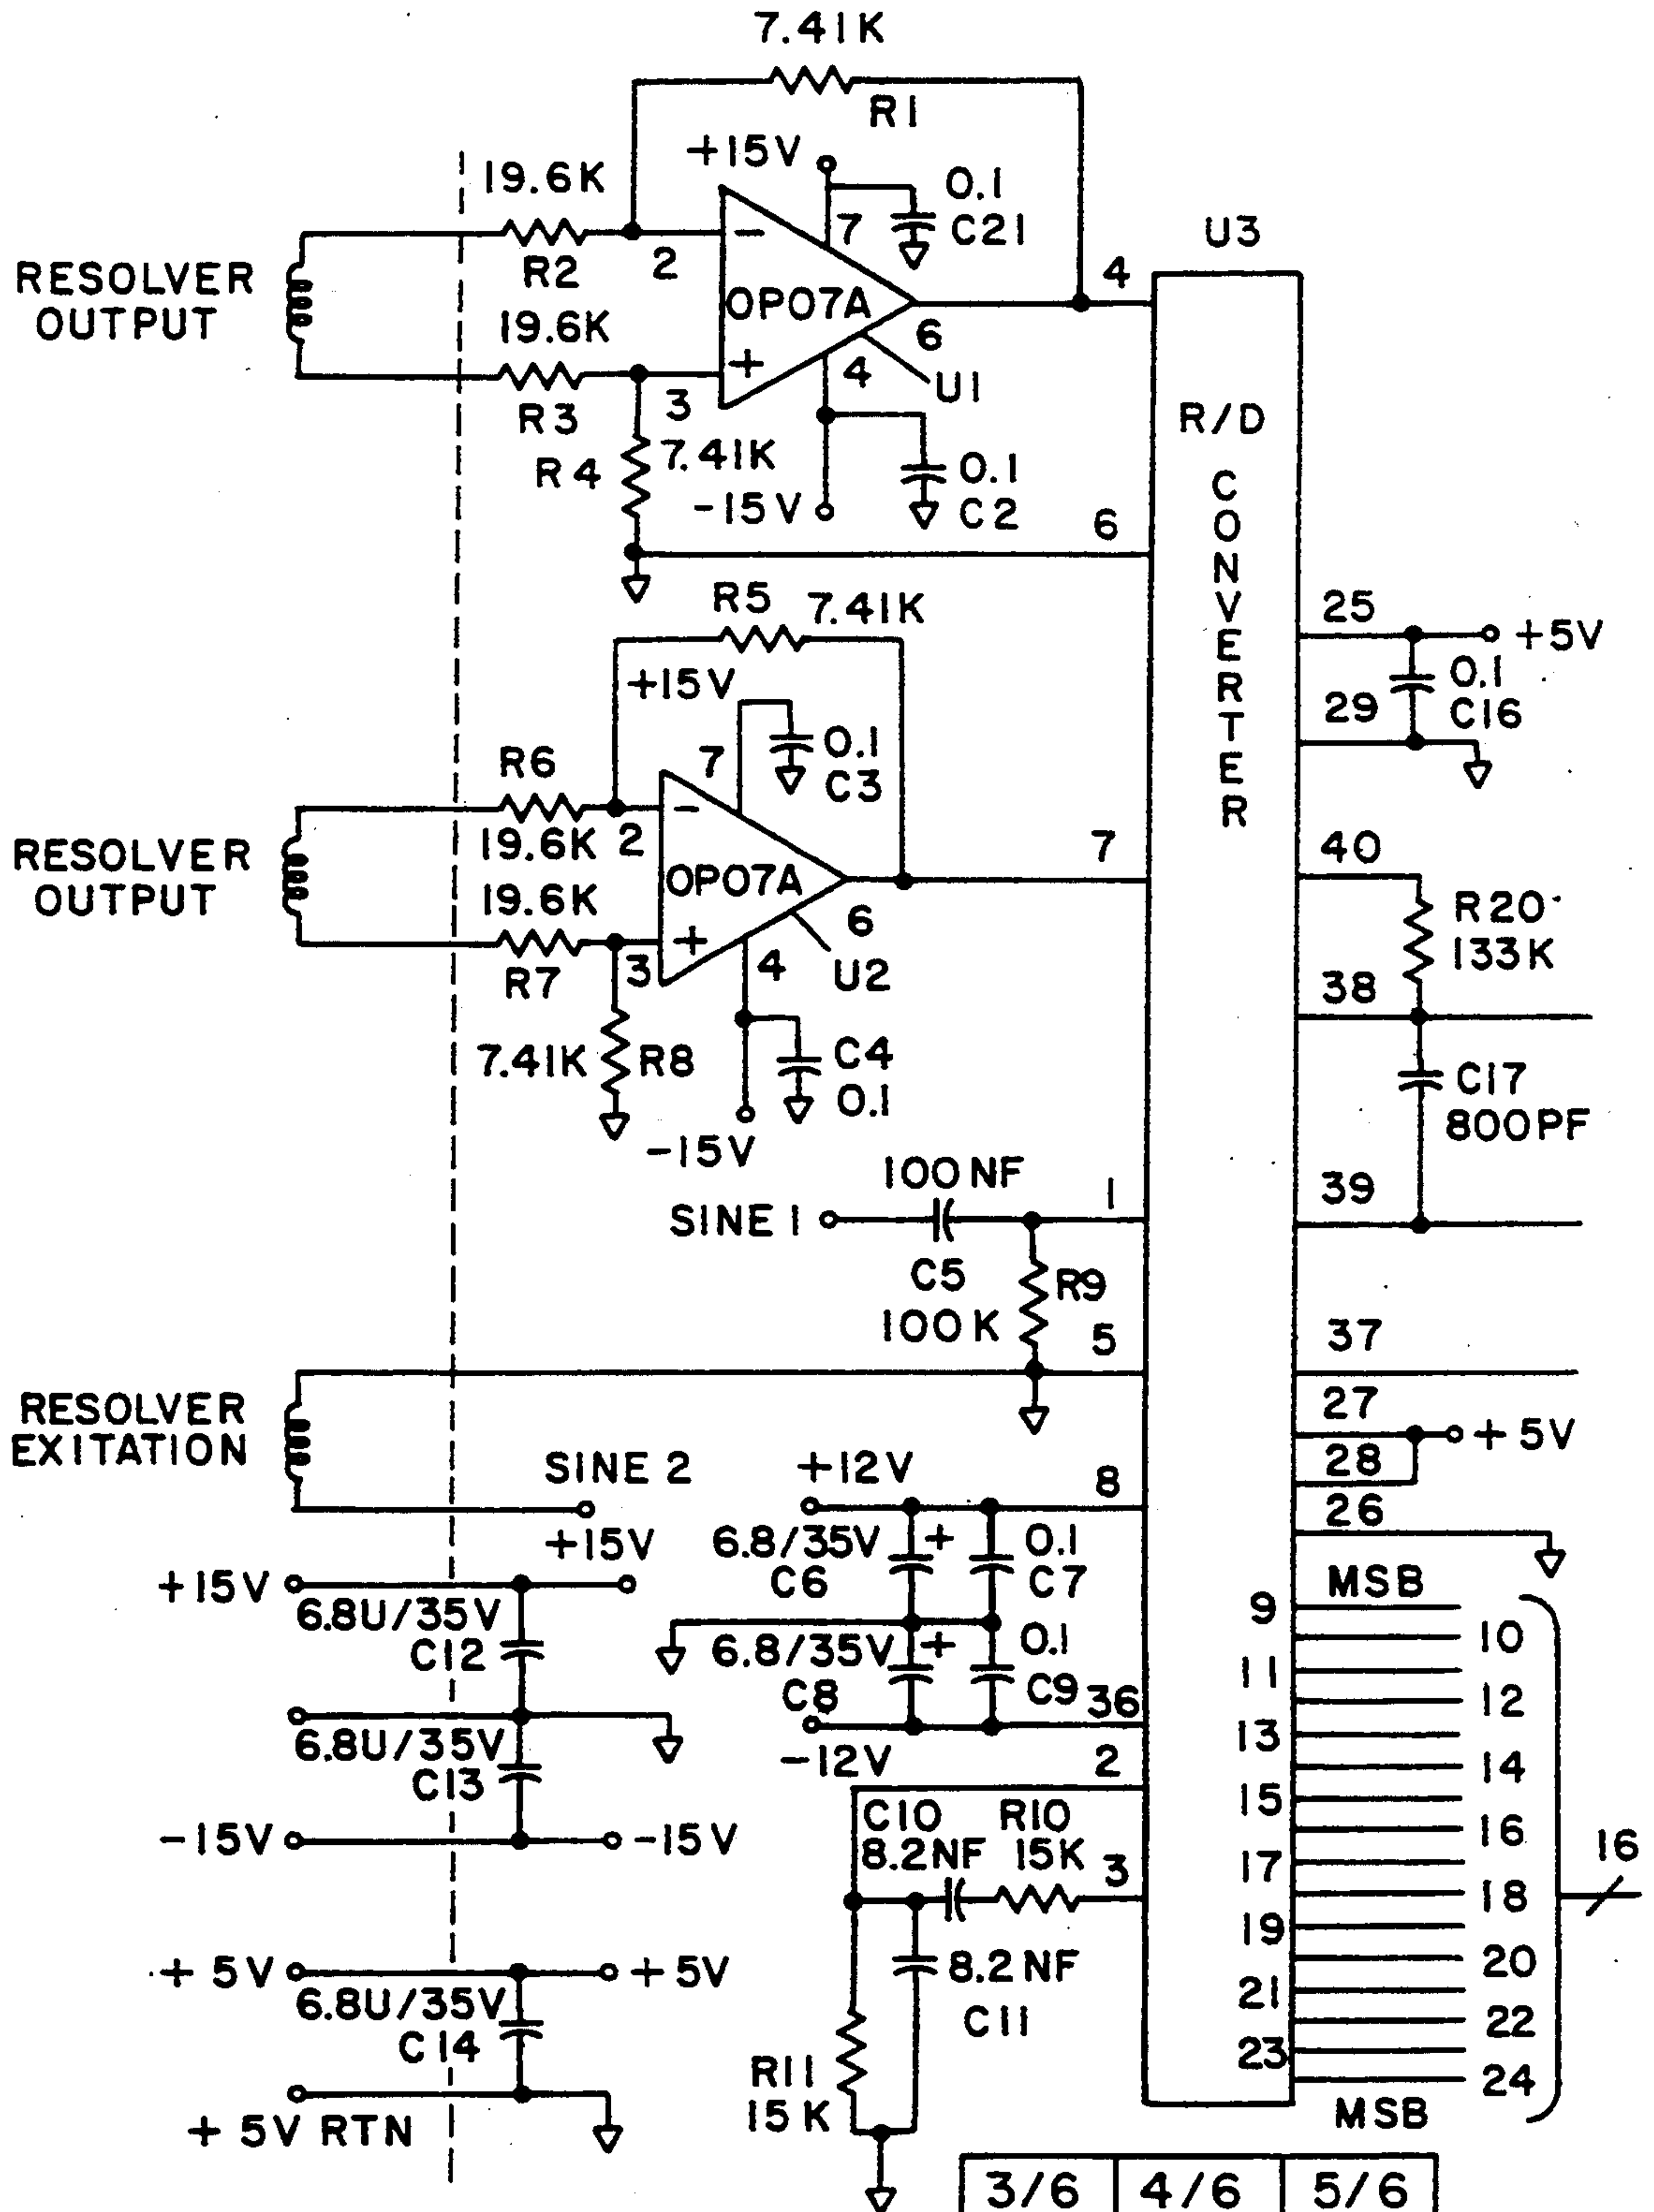 7.41K
R1
+15V
19.6K
0.1
C21
7
U3
−
2
R2
4
RESOLVER
OUTPUT
OP07A
19.6K
6
+
4
U1
3
R3
R/D
CONVERTER
R4
7.41K
0.1
C2
-15V
6
R5
7.41K
25
+5V
+15V
0.1
C16
29
7
0.1
C3
R6
−
2
19.6K
7
RESOLVER
OUTPUT
40
OP07A
19.6K
R20
133K
6
+
3
4
U2
R7
38
7.41K
R8
C4
0.1
C17
800PF
-15V
100NF
1
39
SINE 1
C5
R9
100K
5
37
RESOLVER
EXITATION
27
+5V
28
SINE 2
+12V
8
26
+15V
6.8/35V
+
C6
0.1
C7
+15V
MSB
9
6.8U/35V
C12
10
6.8/35V
+
C8
0.1
C9
11
36
12
6.8U/35V
C13
13
-12V
2
14
-15V
-15V
C10
8.2NF
R10
15K
15
16
16
3
17
18
19
+5V
+5V
8.2NF
C11
20
6.8U/35V
C14
21
22
23
R11
15K
24
+5V RTN
MSB
3/6
4/6
5/6